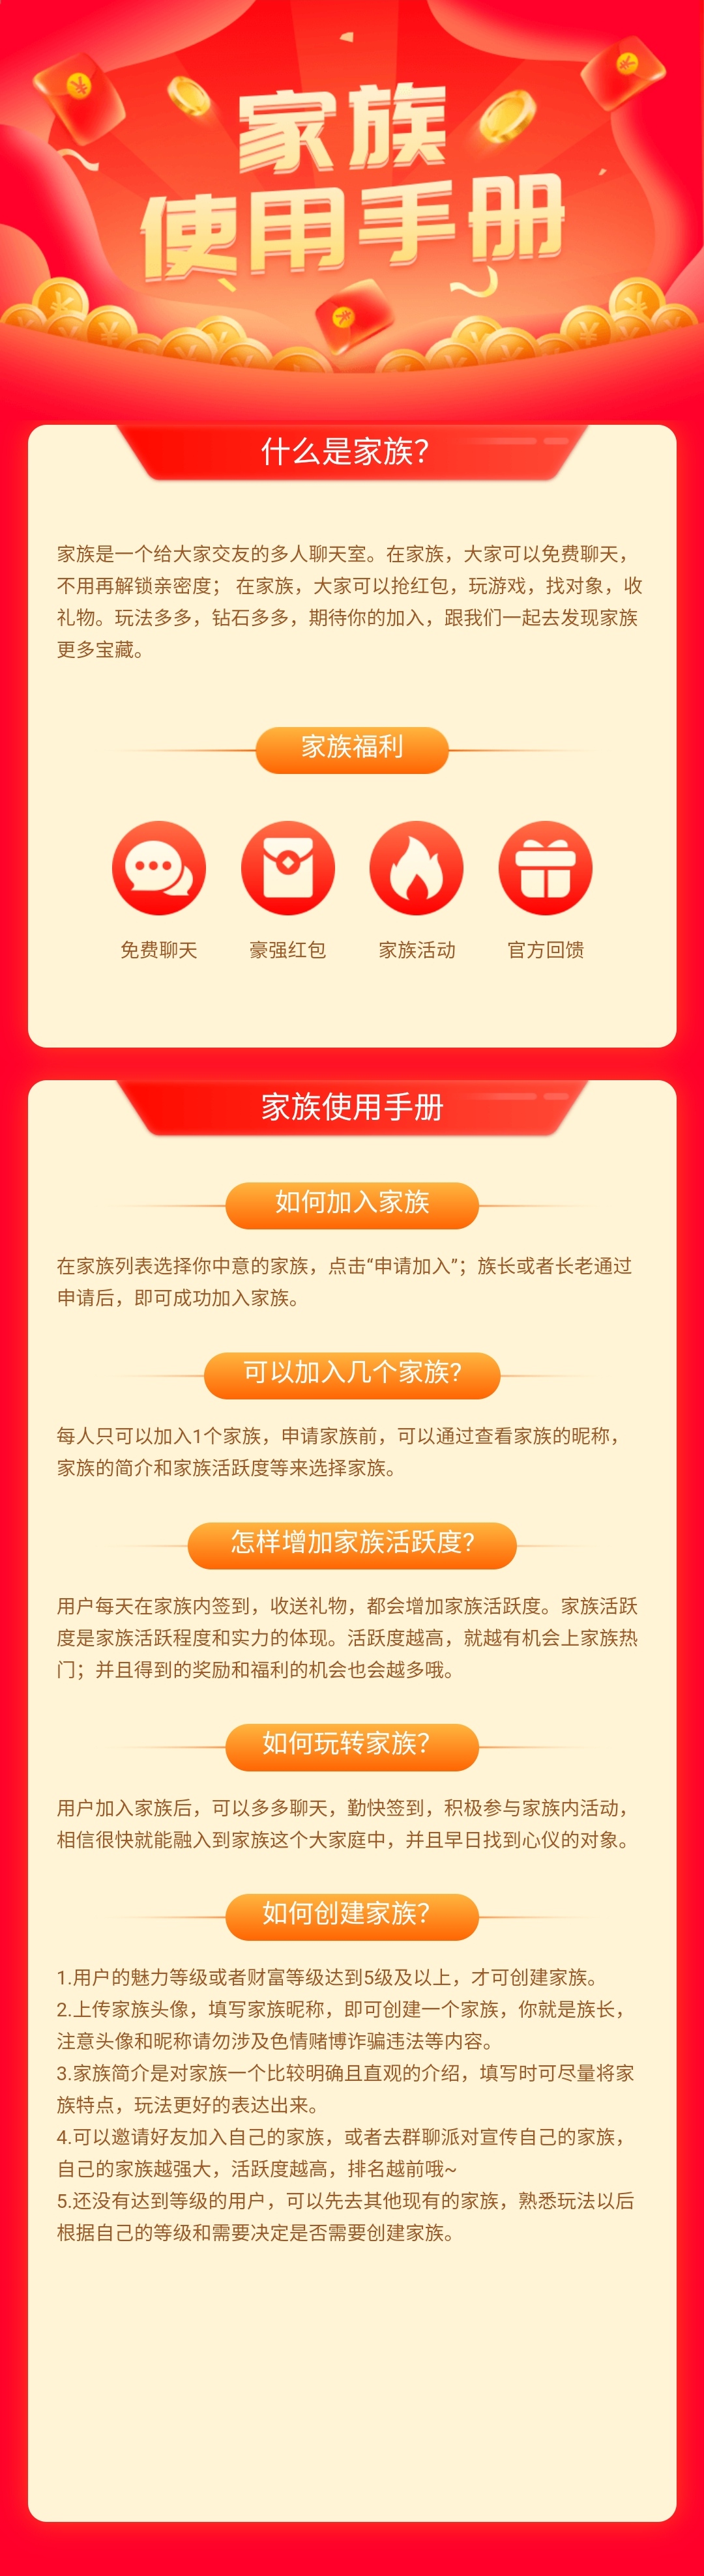 家族
使用手册
什么是家族？
家族是一个给大家交友的多人聊天室。在家族，大家可以免费聊天，
不用再解锁亲密度； 在家族，大家可以抢红包，玩游戏，找对象，收
礼物。玩法多多，钻石多多，期待你的加入，跟我们一起去发现家族
更多宝藏。
家族福利
免费聊天
豪强红包
家族活动
官方回馈
家族使用手册
如何加入家族
在家族列表选择你中意的家族，点击“申请加入”；族长或者长老通过
申请后，即可成功加入家族。
可以加入几个家族?
每人只可以加入1个家族，申请家族前，可以通过查看家族的昵称，
家族的简介和家族活跃度等来选择家族。
怎样增加家族活跃度?
用户每天在家族内签到，收送礼物，都会增加家族活跃度。家族活跃
度是家族活跃程度和实力的体现。活跃度越高，就越有机会上家族热
门；并且得到的奖励和福利的机会也会越多哦。
如何玩转家族？
用户加入家族后，可以多多聊天，勤快签到，积极参与家族内活动，
相信很快就能融入到家族这个大家庭中，并且早日找到心仪的对象。
如何创建家族？
1.用户的魅力等级或者财富等级达到5级及以上，才可创建家族。
2.上传家族头像，填写家族昵称，即可创建一个家族，你就是族长，
注意头像和昵称请勿涉及色情赌博诈骗违法等内容。
3.家族简介是对家族一个比较明确且直观的介绍，填写时可尽量将家
族特点，玩法更好的表达出来。
4.可以邀请好友加入自己的家族，或者去群聊派对宣传自己的家族，
自己的家族越强大，活跃度越高，排名越前哦~
5.还没有达到等级的用户，可以先去其他现有的家族，熟悉玩法以后
根据自己的等级和需要决定是否需要创建家族。